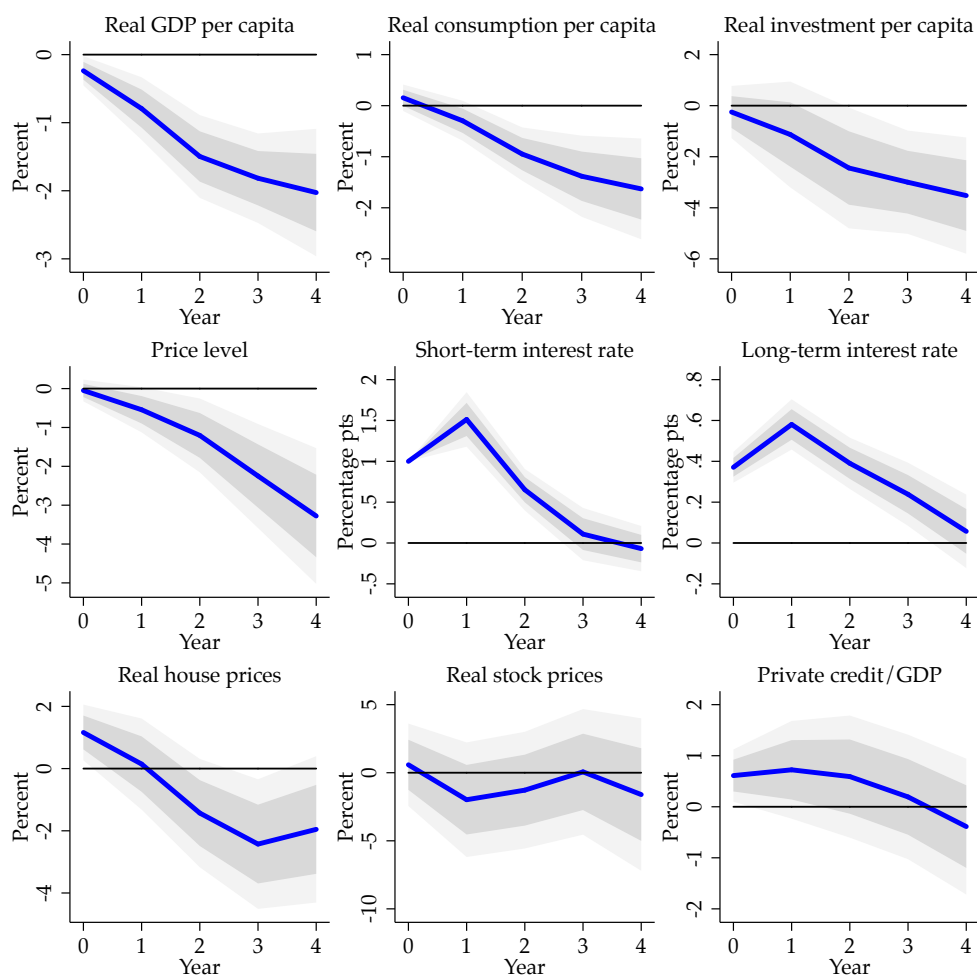 Real GDP per capita
Percent
0
-1
-2
-3
0 1 2 3 4
Year
Real consumption per capita
Percent
1
0
-1
-2
-3
0 1 2 3 4
Year
Real investment per capita
Percent
2
0
-2
-4
-6
0 1 2 3 4
Year
Price level
Percent
0
-1
-2
-3
-4
-5
0 1 2 3 4
Year
Short-term interest rate
Percentage pts
2
1.5
1
.5
0
-.5
0 1 2 3 4
Year
Long-term interest rate
Percentage pts
.8
.6
.4
.2
0
-.2
0 1 2 3 4
Year
Real house prices
Percent
2
0
-2
-4
0 1 2 3 4
Year
Real stock prices
Percent
5
0
-5
-10
0 1 2 3 4
Year
Private credit/GDP
Percent
2
1
0
-1
-2
0 1 2 3 4
Year